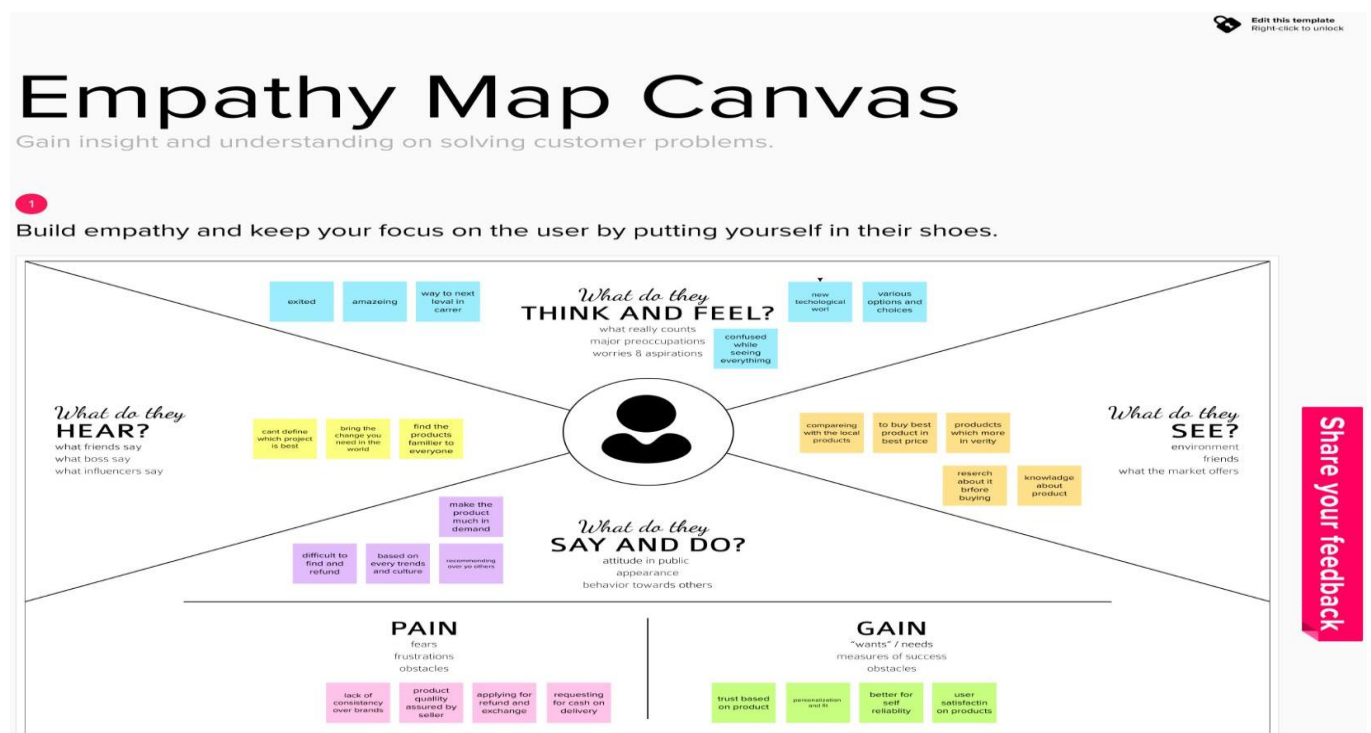 Edit this template
Right-click to unlock
Empathy Map Canvas
Gain insight and understanding on solving customer problems.
1
Build empathy and keep your focus on the user by putting yourself in their shoes.
exited
amazeing
way to next
leval in
carrer
What do they
THINK AND FEEL?
what really counts
major preoccupations
worries & aspirations
new
techological
worl
various
options and
choices
confused
while
seeing
everythimg
What do they
HEAR?
what friends say
what boss say
what influencers say
cant define
which project
is best
bring the
change you
need in the
world
find the
products
familier to
everyone
compareing
with the local
products
to buy best
product in
best price
produdcts
which more
in verity
reserch
about it
brfore
buying
knowladge
about
product
What do they
SEE?
environment
friends
what the market offers
make the
product
much in
demand
difficult to
find and
refund
based on
every trends
and culture
recommending
over yo others
What do they
SAY AND DO?
attitude in public
appearance
behavior towards others
PAIN
fears
frustrations
obstacles
lack of
consistancy
over brands
product
quallity
assured by
seller
applying for
refund and
exchange
requesting
for cash on
delivery
GAIN
"wants" / needs
measures of success
obstacles
trust based
on product
personalization
and fit
better for
self
reliablity
user
satisfactin
on products
Share your feedback